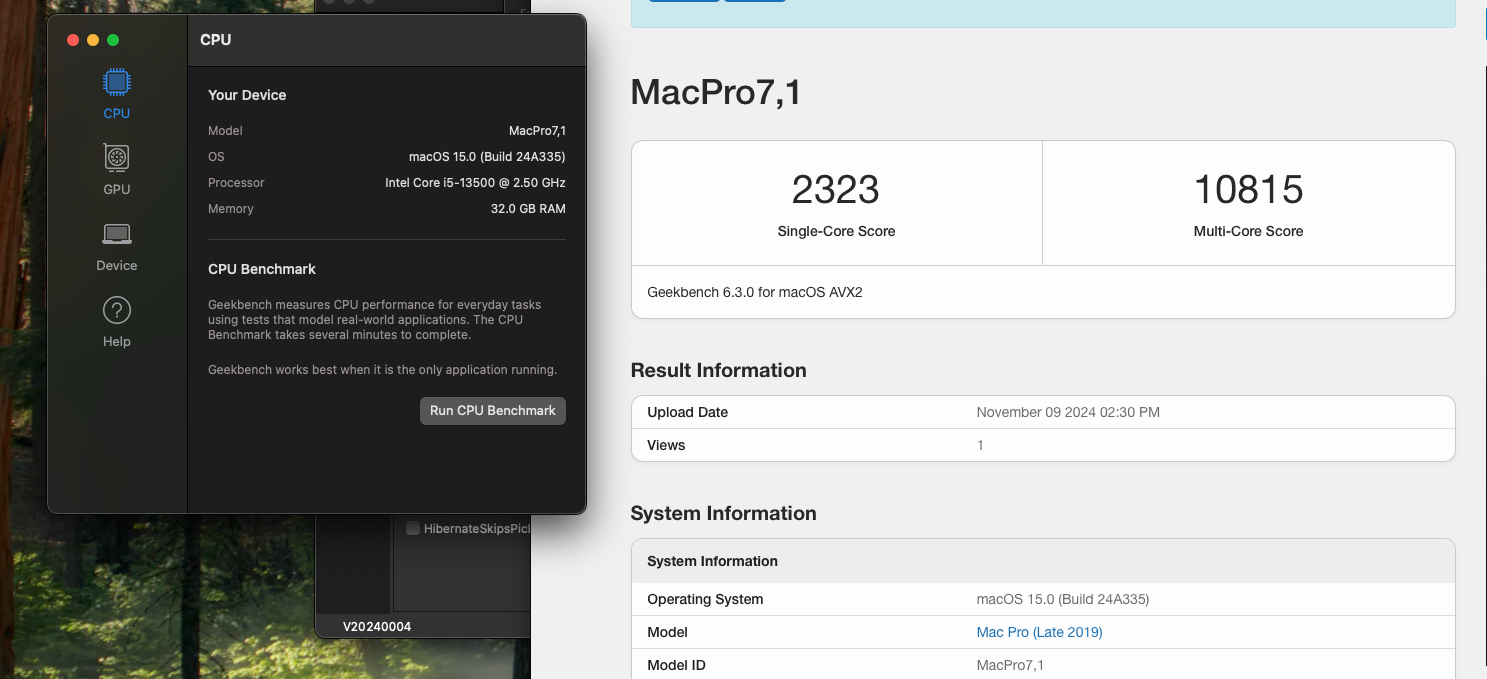 CPU
CPU
GPU
Device
Help
Your Device
Model MacPro7,1
OS macOS 15.0 (Build 24A335)
Processor Intel Core i5-13500 @ 2.50 GHz
Memory 32.0 GB RAM
CPU Benchmark
Geekbench measures CPU performance for everyday tasks
using tests that model real-world applications. The CPU
Benchmark takes several minutes to complete.
Geekbench works best when it is the only application running.
Run CPU Benchmark
V20240004
MacPro7,1
2323 10815
Single-Core Score Multi-Core Score
Geekbench 6.3.0 for macOS AVX2
Result Information
Upload Date November 09 2024 02:30 PM
Views 1
System Information
System Information
Operating System macOS 15.0 (Build 24A335)
Model Mac Pro (Late 2019)
Model ID MacPro7,1